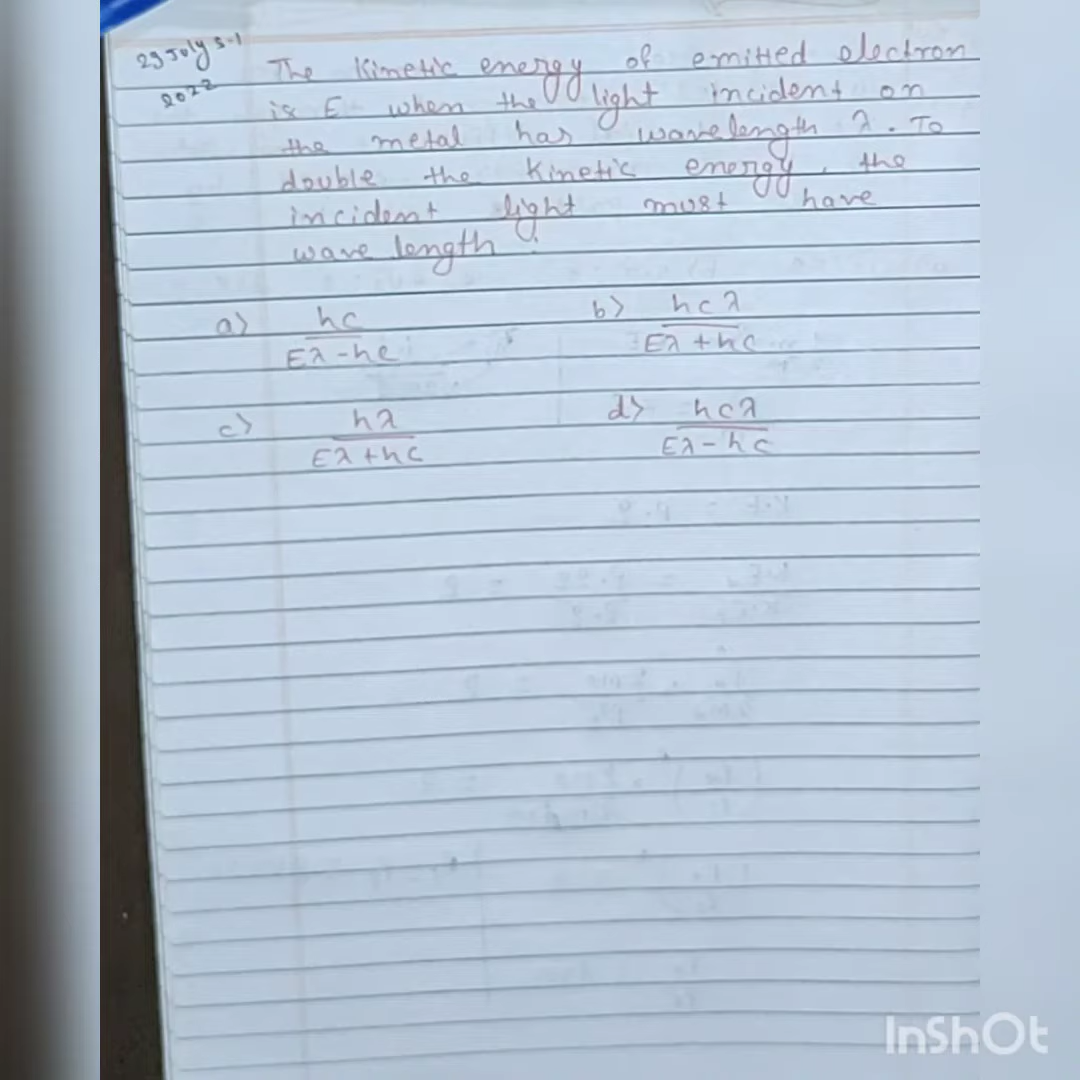 29 July S-1
2022
The Kinetic energy of emitted electron
is E when the light incident on
the metal has wavelength λ. To
double the Kinetic energy, the
incident light must have
wave length :
a) hc / Eλ-hc
b) hcλ / Eλ+hc
c) hλ / Eλ+hc
d) hcλ / Eλ-hc
InShOt